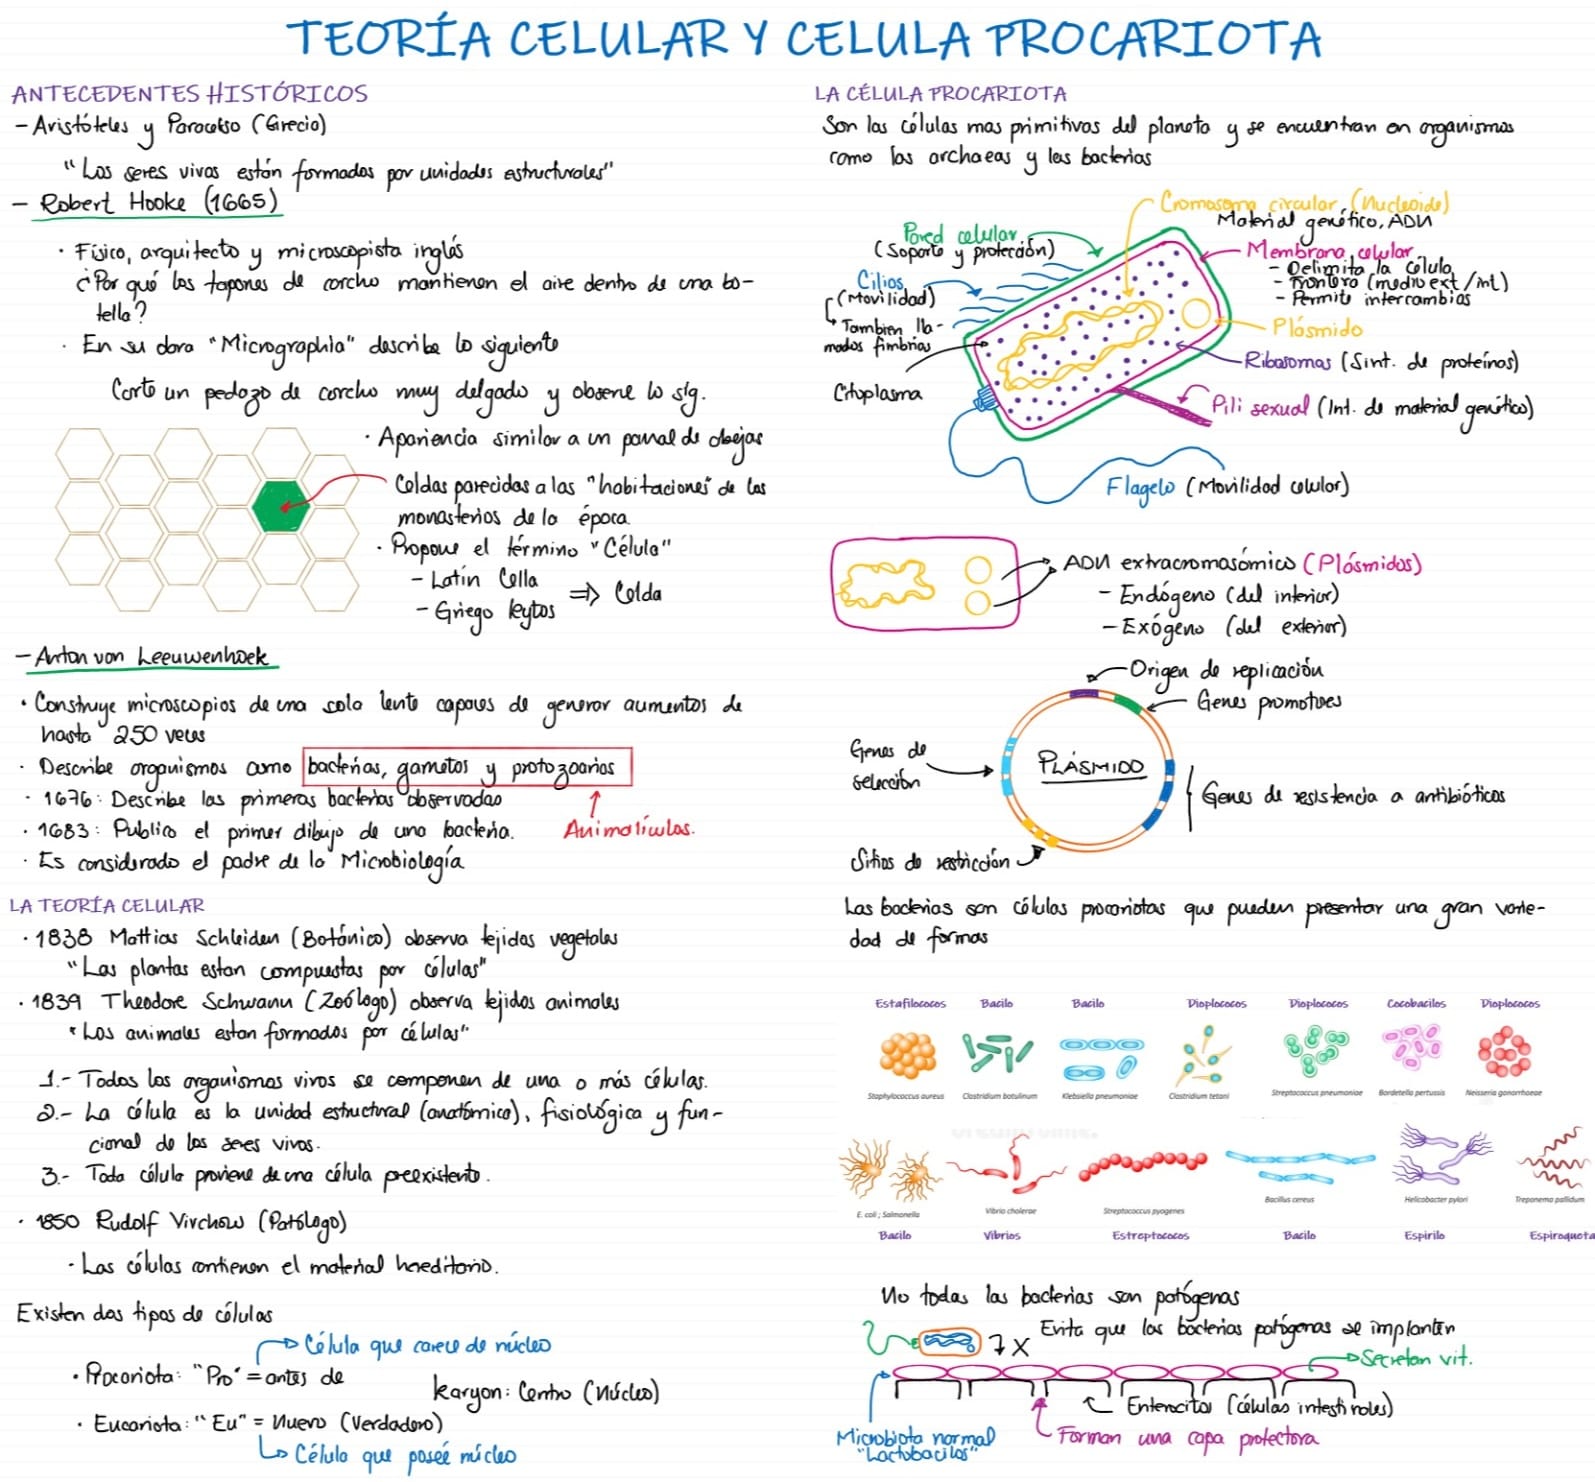 TEORÍA CELULAR Y CELULA PROCARIOTA
ANTECEDENTES HISTÓRICOS
- Aristóteles y Paracelso (Grecia)
"Los seres vivos están formados por unidades estructurales"
- Robert Hooke (1665)
· Físico, arquitecto y microscopista inglés
¿Por qué los tapones de corcho mantienen el aire dentro de una bo-
tella?
· En su obra "Micrographia" describe lo siguiente
Corte un pedazo de corcho muy delgado y observe lo sig.
· Apariencia similar a un panal de abejas
Celdas parecidas a las "habitaciones" de los
monasterios de la época.
· Propone el término "Célula"
- Latín Cella
- Griego keytos
⇒ Celda
- Anton von Leeuwenhoek
· Construye microscopios de una sola lente capaces de generar aumentos de
hasta 250 veces
· Describe organismos como bacterias, gametos y protozoarios
· 1676: Describe las primeras bacterias observadas
· 1683: Publico el primer dibujo de una bacteria.
Animalículos.
· Es considerado el padre de la Microbiología
LA TEORÍA CELULAR
· 1838 Mattias Schleiden (Botánico) observa tejidos vegetales
"Las plantas estan compuestas por células"
· 1839 Theodore Schwann (Zoólogo) observa tejidos animales
"Los animales estan formados por células"
1.- Todos los organismos vivos se componen de una o más células.
2.- La célula es la unidad estructural (anatómica), fisiológica y fun-
cional de los seres vivos.
3.- Toda célula proviene de una célula preexistente.
· 1850 Rudolf Virchow (Patólogo)
· Las células contienen el material hereditario.
Existen dos tipos de células
Célula que carece de núcleo
· Procariota: "Pro" = antes de
karyon: Centro (Núcleo)
· Eucariota: "Eu" = Nuevo (Verdadero)
Célula que posée núcleo
LA CÉLULA PROCARIOTA
Son las células mas primitivas del planeta y se encuentran en organismos
como las archaeas y las bacterias
Cromosoma circular (Nucleoide)
Material genético, ADN
Pared celular
(Soporte y protección)
Membrana celular
- Delimita la célula
- Frontera (medio ext/int)
- Permite intercambios
Cilios
(Movilidad)
Tambien lla-
mados fimbrias
Plásmido
Ribosomas (Sint. de proteínas)
Citoplasma
Pili sexual (Int. de material genético)
Flagelo (Movilidad celular)
ADN extracromosómico (Plásmidos)
- Endógeno (del interior)
- Exógeno (del exterior)
Origen de replicación
Genes promotores
Genes de
selección
PLÁSMIDO
Genes de resistencia a antibióticos
Sitios de restricción
Las bacterias son células procariotas que pueden presentar una gran varie-
dad de formas
Estafilococos Bacilo Bacilo Dioplococos Dioplococos Cocobacilos Dioplococos
Staphylococcus aureus Clostridium botulinum Klebsiella pneumoniae Clostridium tetani Streptococcus pneumoniae Bordetella pertussis Neisseria gonorrhoeae
E. coli ; Salmonella Vibrio cholerae Streptococcus pyogenes Bacillus cereus Helicobacter pylori Treponema pallidum
Bacilo Vibrios Estreptococos Bacilo Espirilo Espiroqueta
No todas las bacterias son patógenas
Evita que las bacterias patógenas se implanten
X
Secretan vit.
Enterocitos (células intestinales)
Microbiota normal
"Lactobacilos"
Forman una capa protectora